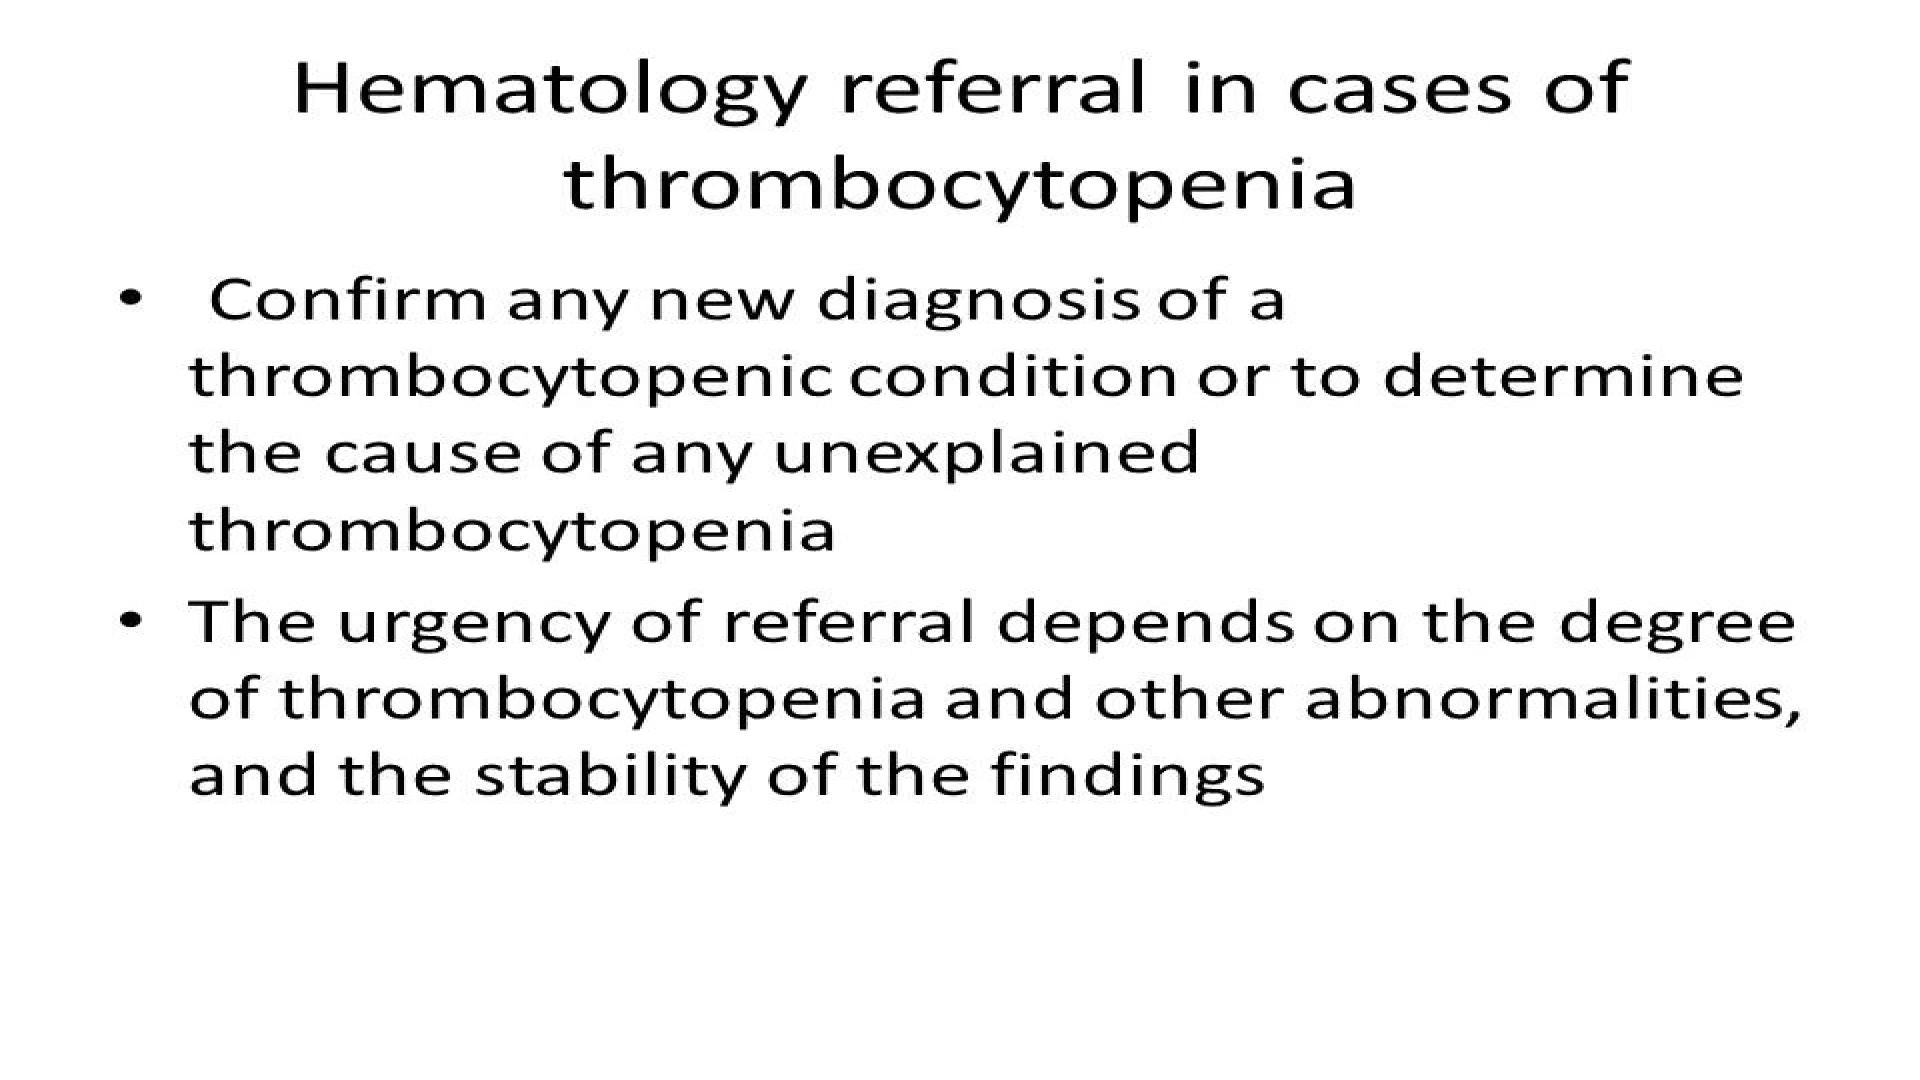 Hematology referral in cases of
thrombocytopenia
• Confirm any new diagnosis of a
thrombocytopenic condition or to determine
the cause of any unexplained
thrombocytopenia
• The urgency of referral depends on the degree
of thrombocytopenia and other abnormalities,
and the stability of the findings